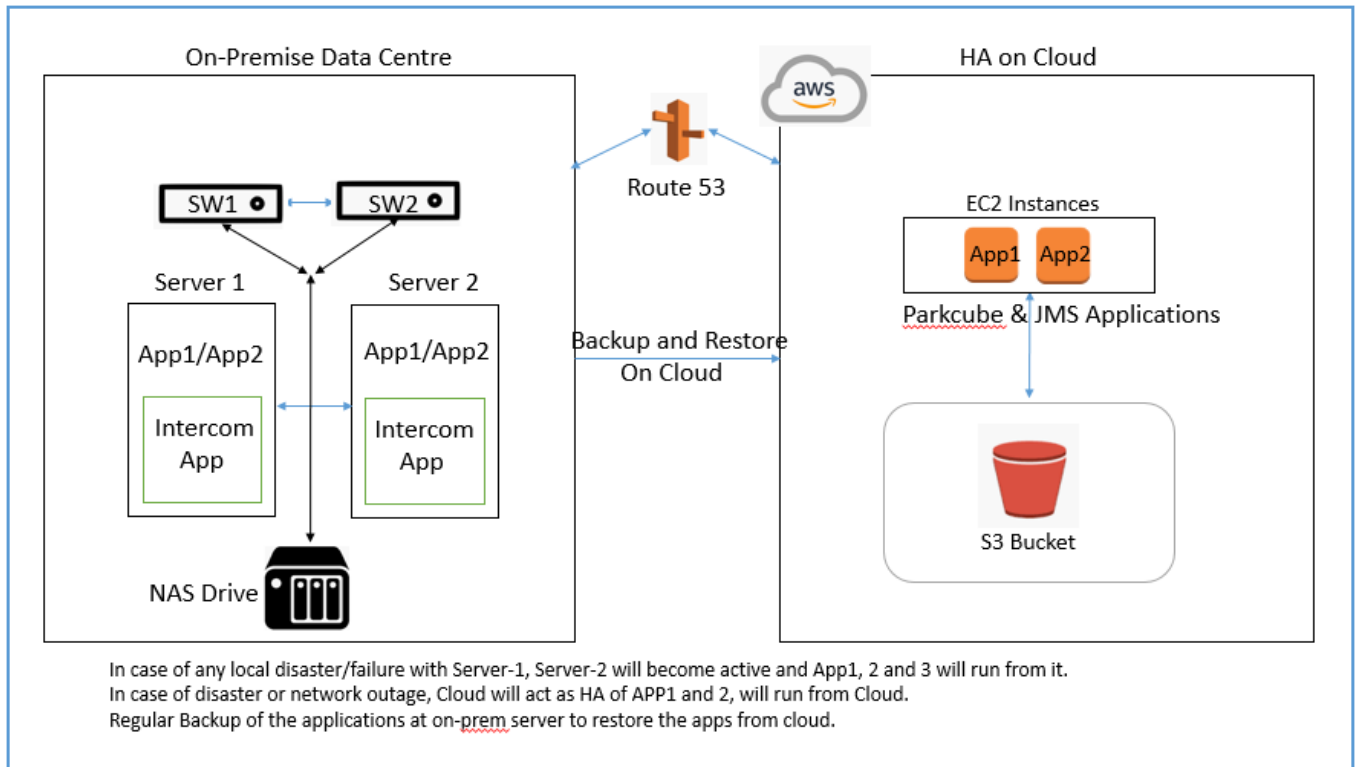 On-Premise Data Centre
HA on Cloud
aws
Route 53
SW1
SW2
EC2 Instances
App1
App2
Parkcube & JMS Applications
Server 1
Server 2
App1/App2
App1/App2
Intercom
App
Intercom
App
Backup and Restore
On Cloud
S3 Bucket
NAS Drive
In case of any local disaster/failure with Server-1, Server-2 will become active and App1, 2 and 3 will run from it.
In case of disaster or network outage, Cloud will act as HA of APP1 and 2, will run from Cloud.
Regular Backup of the applications at on-prem server to restore the apps from cloud.